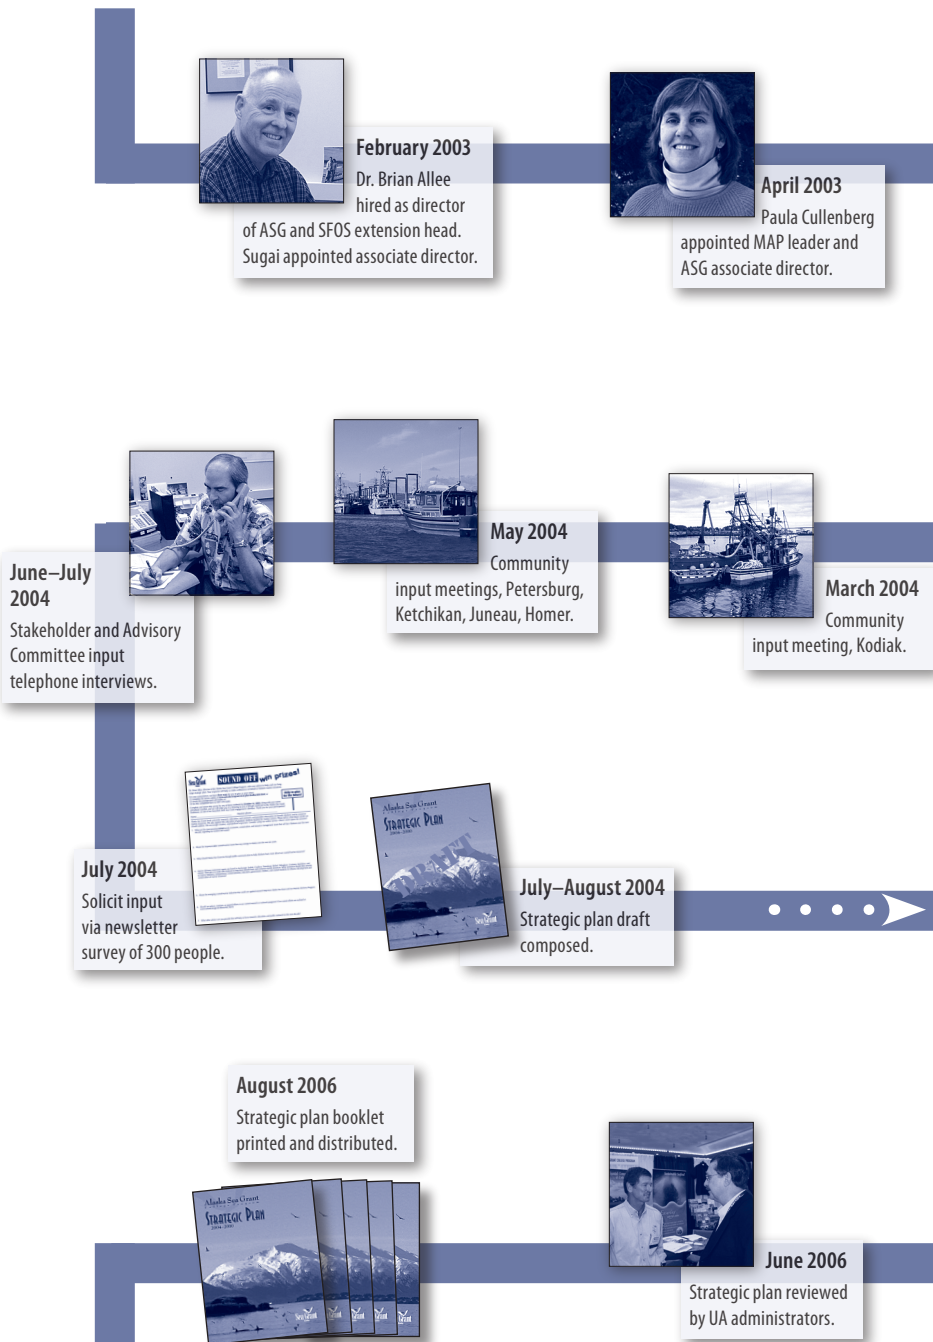 February 2003
Dr. Brian Allee
hired as director
of ASG and SFOS extension head.
Sugai appointed associate director.
April 2003
Paula Cullenberg
appointed MAP leader and
ASG associate director.
June–July
2004
Stakeholder and Advisory
Committee input
telephone interviews.
May 2004
Community
input meetings, Petersburg,
Ketchikan, Juneau, Homer.
March 2004
Community
input meeting, Kodiak.
SOUND OFF win prizes!
July 2004
Solicit input
via newsletter
survey of 300 people.
Alaska Sea Grant
STRATEGIC PLAN
DRAFT
Sea Grant
July–August 2004
Strategic plan draft
composed.
August 2006
Strategic plan booklet
printed and distributed.
Alaska Sea Grant
STRATEGIC PLAN
Sea Grant
June 2006
Strategic plan reviewed
by UA administrators.